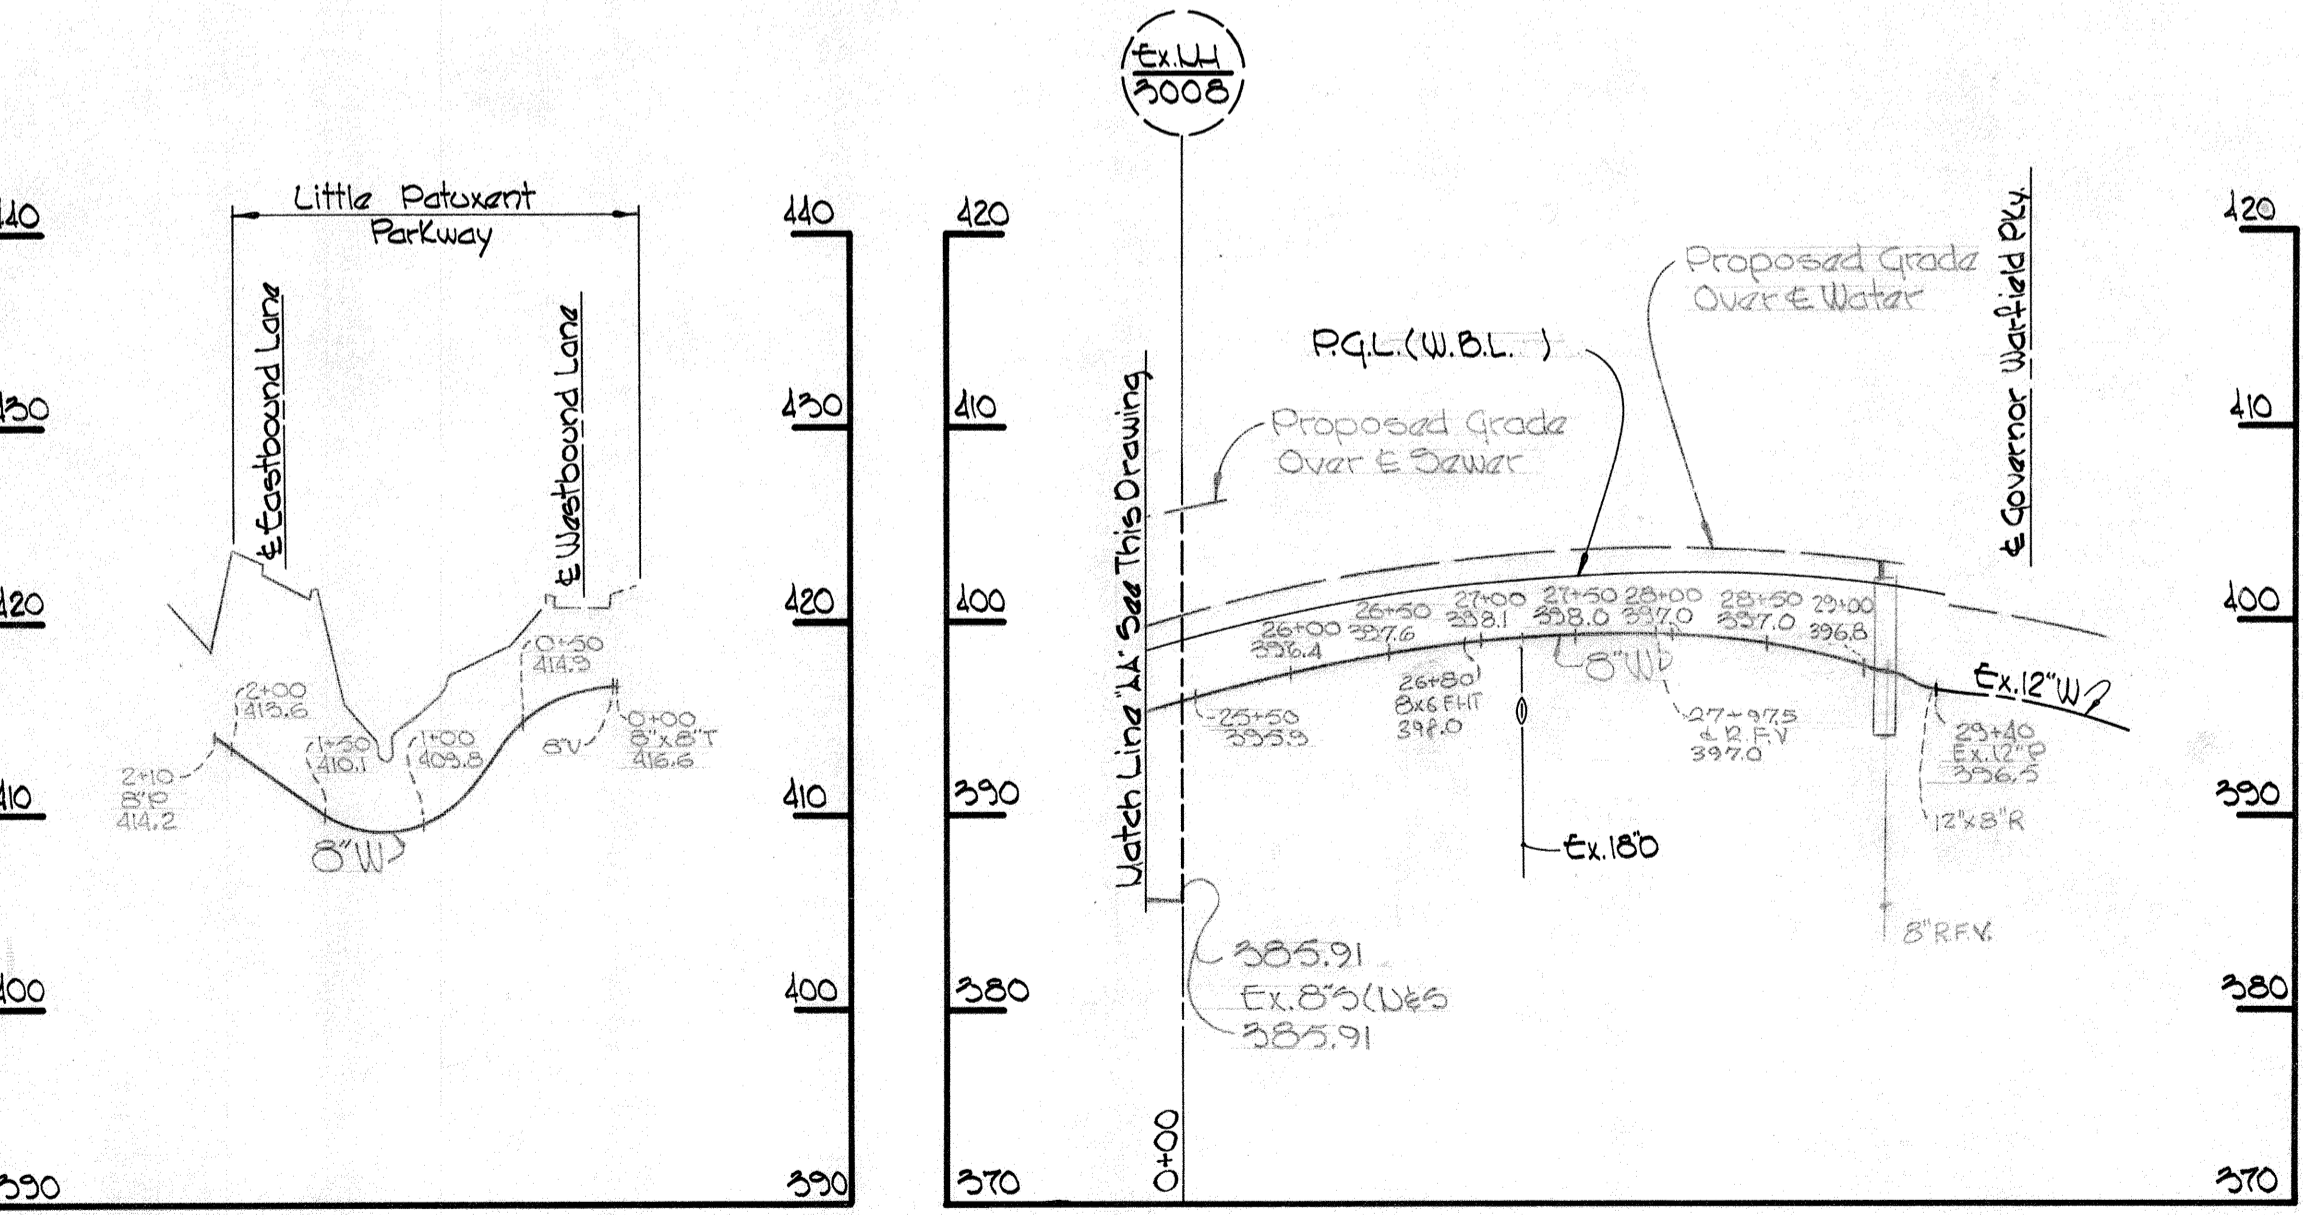 Little Patuxent
Parkway
℄ Eastbound Lane
℄ Westbound Lane
440
430
420
410
400
390
440
430
420
410
400
390
2+00
413.6
2+10
8"P
414.2
1+50
410.1
1+00
409.8
0+50
414.9
8"V
0+00
8"x8"T
416.6
8"W
Ex.MH
3008
420
410
400
390
380
370
Match Line "AA" See This Drawing
Proposed Grade
Over ℄ Sewer
P.G.L. (W.B.L. )
Proposed Grade
Over ℄ Water
℄ Governor Warfield PKy.
25+50
395.9
26+00
396.4
26+50
397.6
26+80
8x6 FHT
398.0
27+00
398.1
27+50
398.0
28+00
397.0
28+50
397.0
29+00
396.8
8"W
27+97.5
397.0
Ex.12"W
29+40
Ex.12"P
396.5
12"x8"R
Ex.18"D
8"R.F.V.
385.91
Ex.8"S(N&S
385.91
0+00
420
410
400
390
380
370